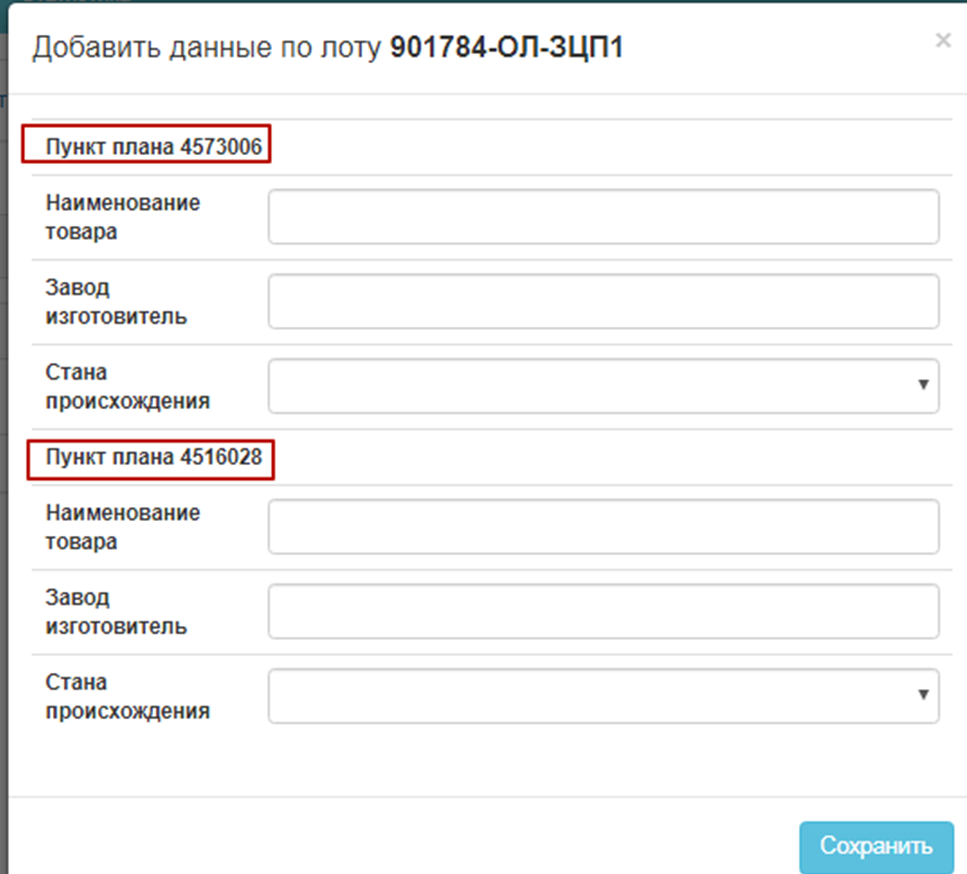 Добавить данные по лоту 901784-ОЛ-ЗЦП1
×
Пункт плана 4573006
Наименование
товара
Завод
изготовитель
Стана
происхождения
Пункт плана 4516028
Наименование
товара
Завод
изготовитель
Стана
происхождения
Сохранить